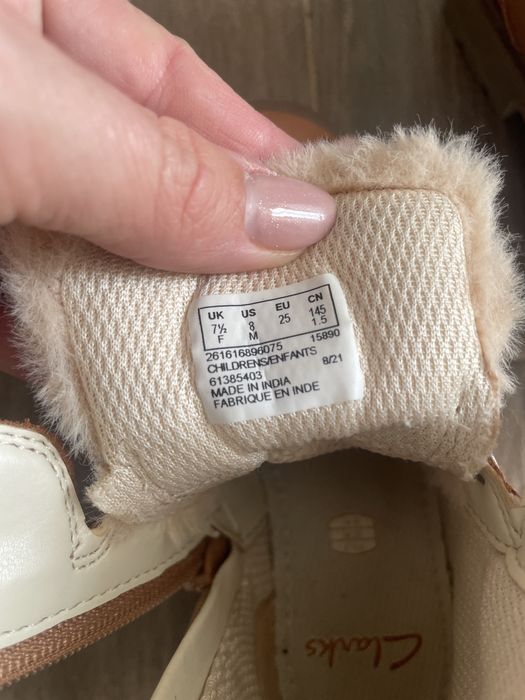 UK US EU CN
7½ 8 25 145
F M 1.5
261616896075 15890
CHILDRENS/ENFANTS
61385403 8/21
MADE IN INDIA
FABRIQUE EN INDE
Clarks